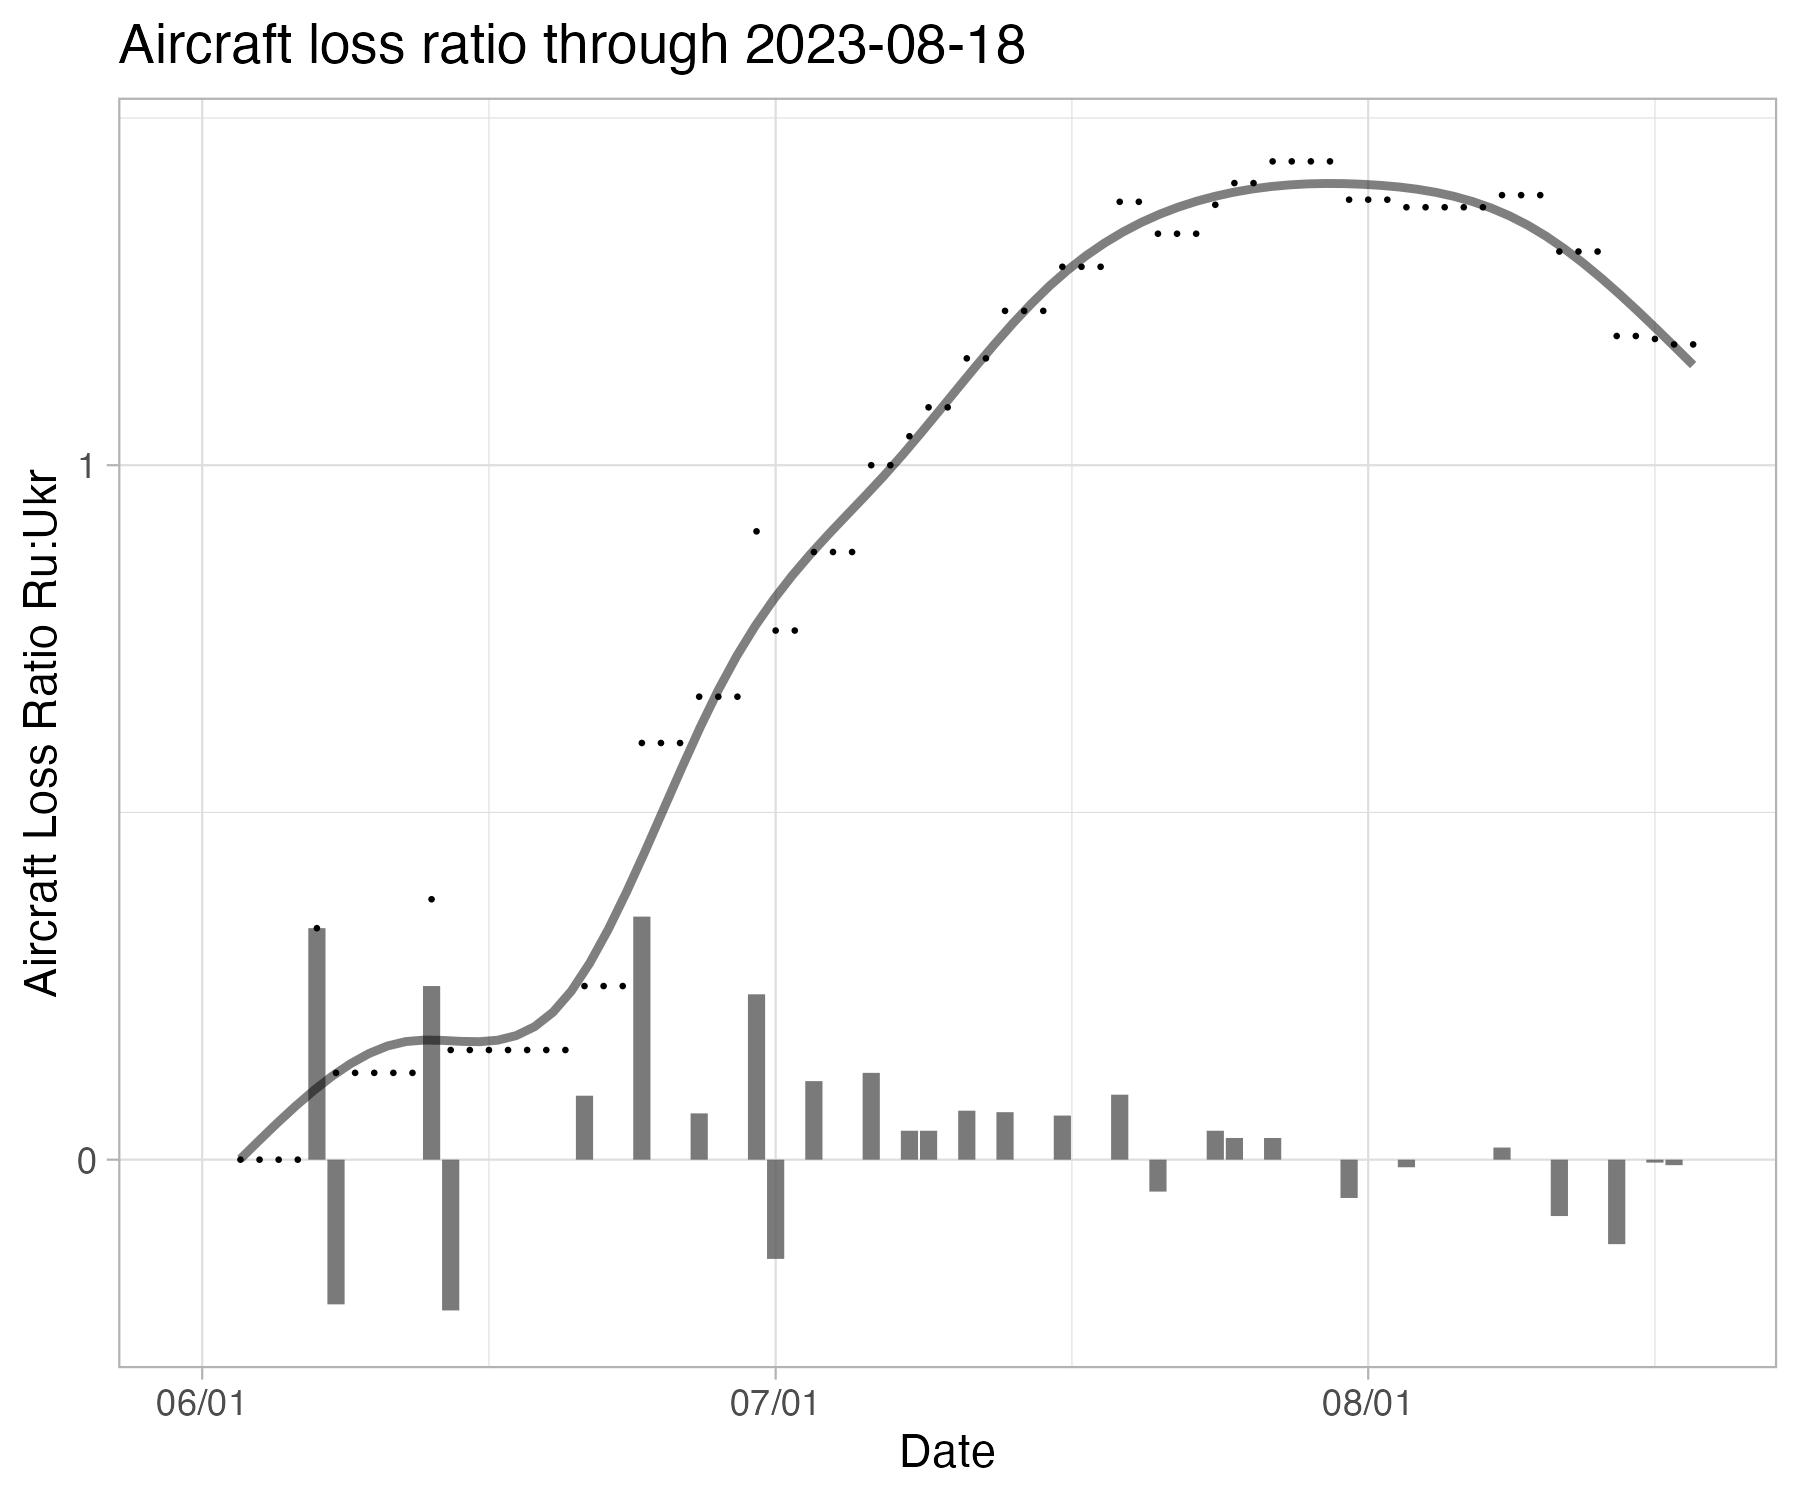 Aircraft loss ratio through 2023-08-18
Aircraft Loss Ratio Ru:Ukr
1
0
06/01
07/01
08/01
Date